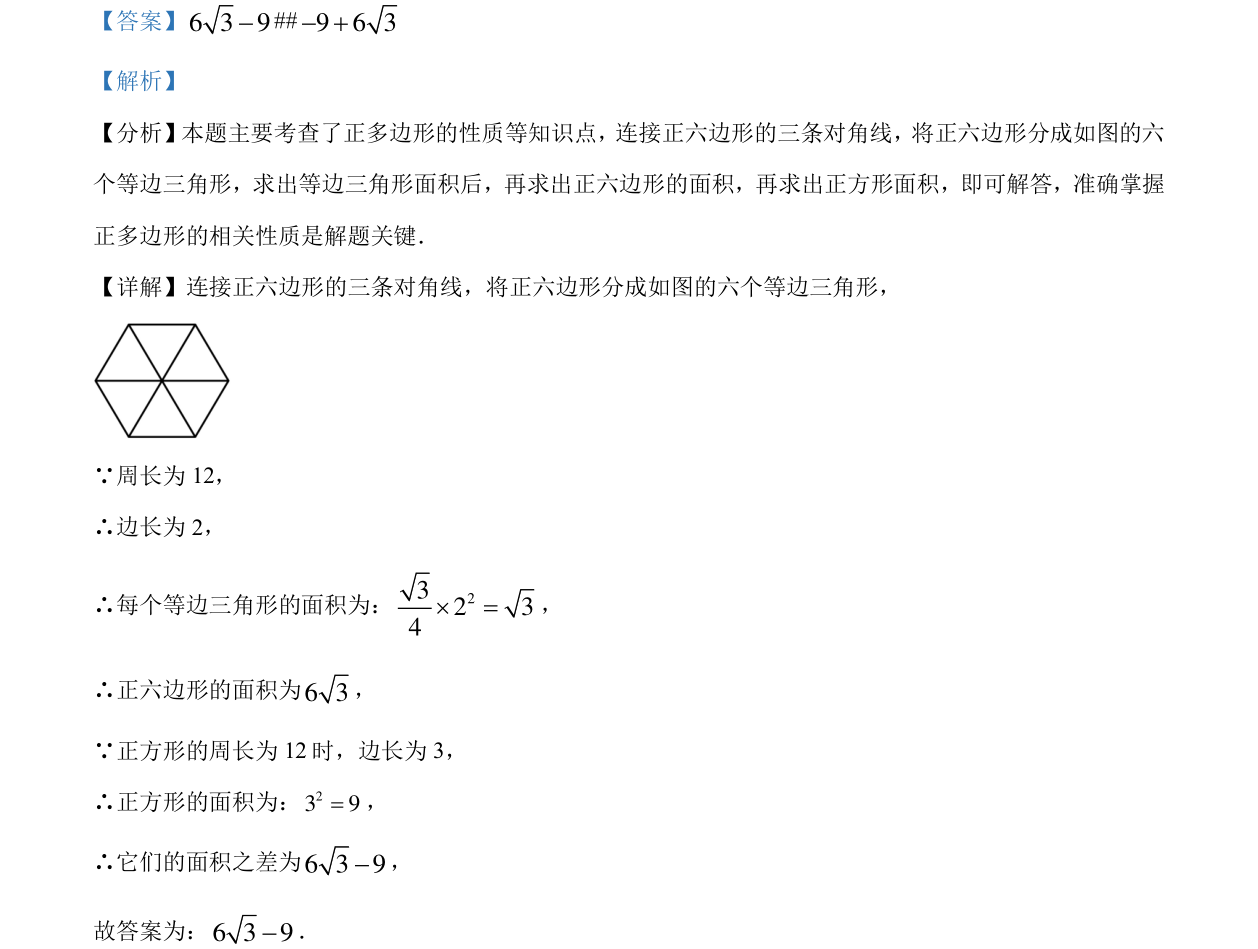 【答案】6√3－9##－9+6√3
【解析】
【分析】本题主要考查了正多边形的性质等知识点，连接正六边形的三条对角线，将正六边形分成如图的六
个等边三角形，求出等边三角形面积后，再求出正六边形的面积，再求出正方形面积，即可解答，准确掌握
正多边形的相关性质是解题关键．
【详解】连接正六边形的三条对角线，将正六边形分成如图的六个等边三角形，
∵周长为 12，
∴边长为 2，
∴每个等边三角形的面积为：√3/4×2²=√3，
∴正六边形的面积为6√3，
∵正方形的周长为 12 时，边长为 3，
∴正方形的面积为：3²=9，
∴它们的面积之差为6√3－9，
故答案为：6√3－9．